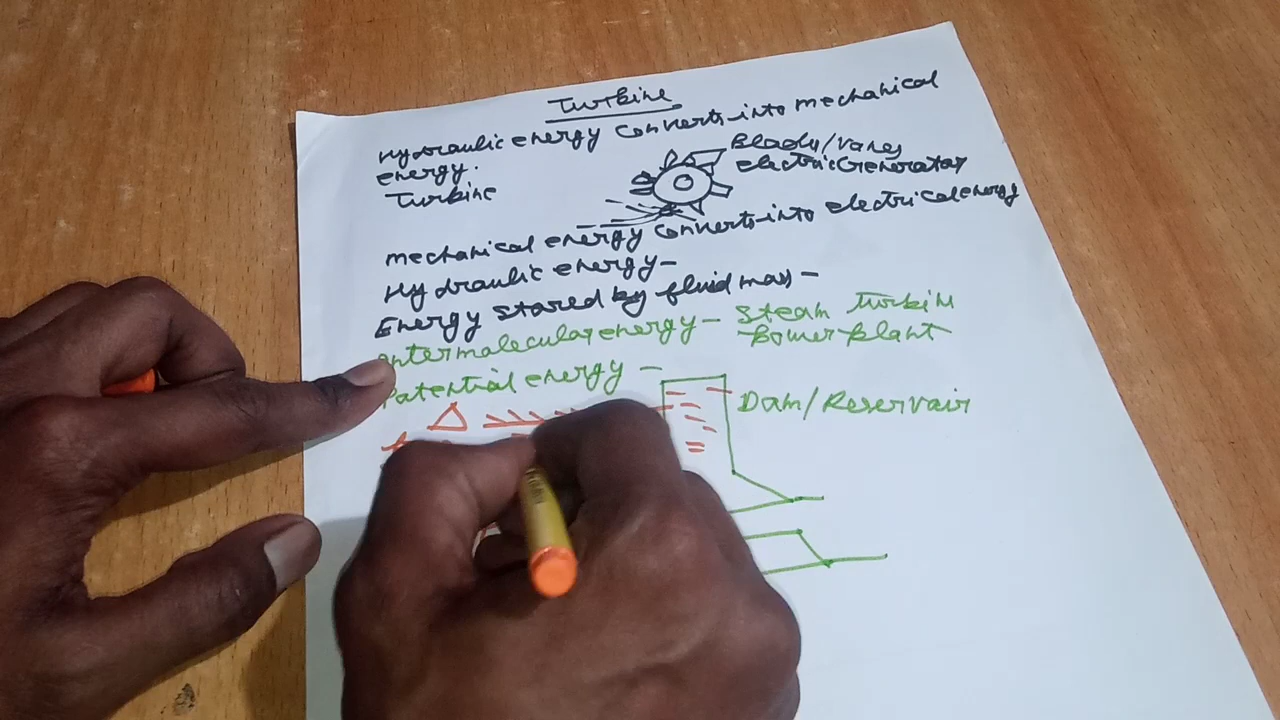 Turbine
Hydraulic energy converts into mechanical
energy.
Turbine
Blades/vanes
electric Generator
mechanical energy converts into electrical energy
Hydraulic energy-
Energy stored by fluid mass-
intermolecular energy- steam turbine
power plant
Potential energy -
Dam/Reservoir